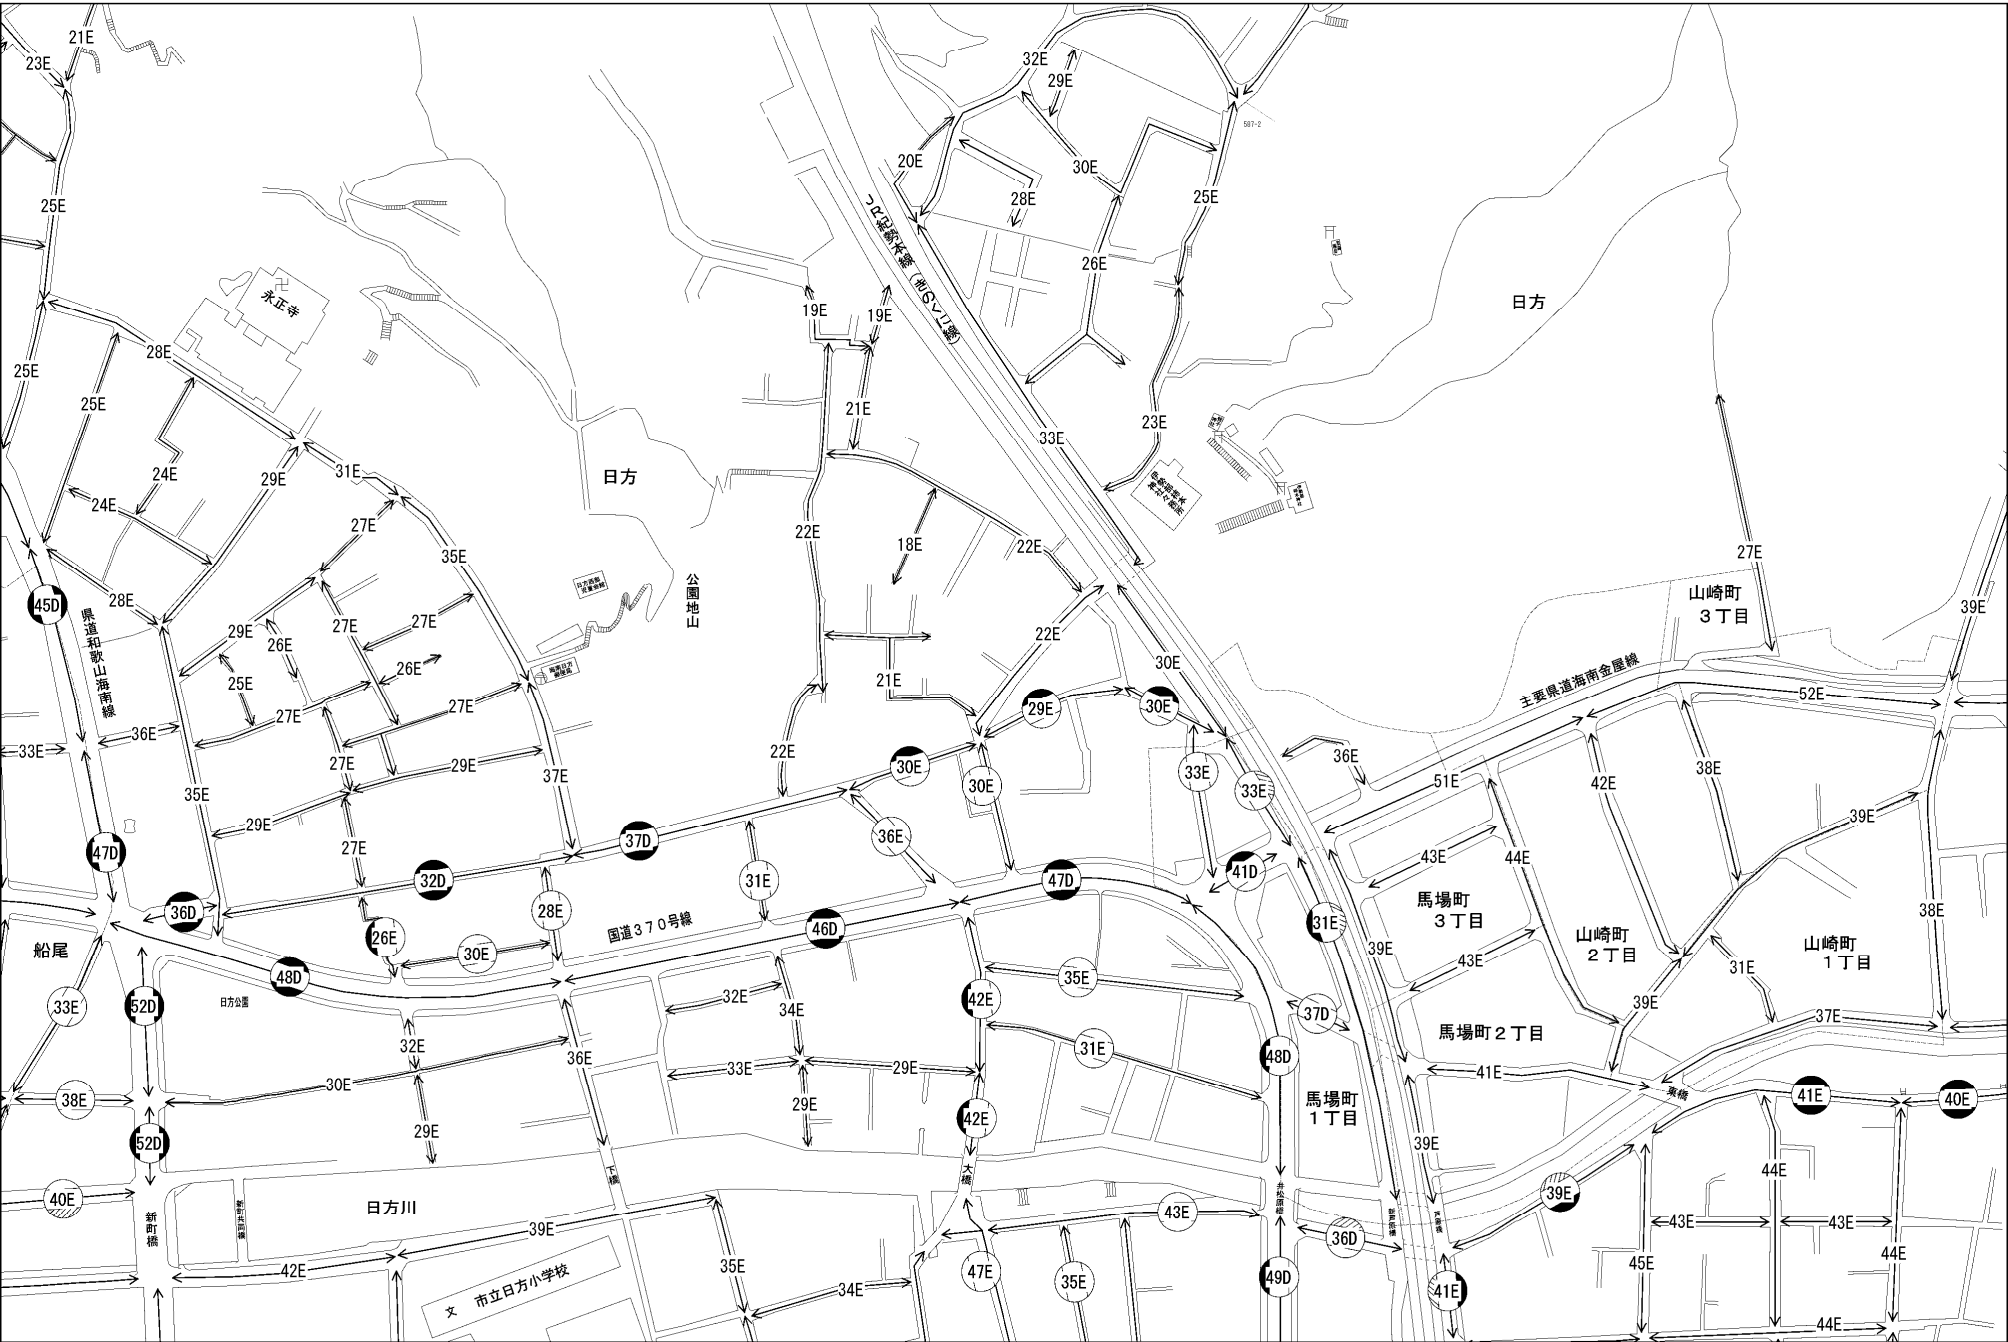 21E
23E
32E
29E
587-2
20E
30E
28E
25E
25E
JR紀勢本線(きのくに線)
26E
日方
永正寺
19E
19E
28E
25E
25E
21E
23E
33E
31E
日方
24E
29E
24E
27E
22E
18E
22E
35E
27E
28E
45D
県道和歌山海南線
公園地山
山崎町
3丁目
39E
29E
26E
27E
27E
22E
30E
26E
25E
21E
主要県道海南金屋線
52E
27E
27E
29E
30E
36E
33E
27E
29E
22E
30E
30E
33E
33E
36E
51E
42E
38E
37E
35E
29E
27E
47D
37D
36E
39E
32D
31E
47D
41D
43E
44E
36D
28E
馬場町
3丁目
38E
国道370号線
46D
31E
26E
30E
船尾
山崎町
2丁目
山崎町
1丁目
48D
日方公園
35E
39E
43E
31E
33E
52D
32E
34E
42E
37D
39E
37E
馬場町2丁目
32E
36E
31E
48D
33E
29E
41E
30E
東橋
38E
29E
42E
馬場町
1丁目
41E
40E
29E
52D
39E
44E
40E
下橋
大橋
39E
日方川
新町橋
井松原橋
43E
39E
36D
43E
43E
42E
44E
45E
35E
47E
35E
49D
34E
41E
文 市立日方小学校
44E